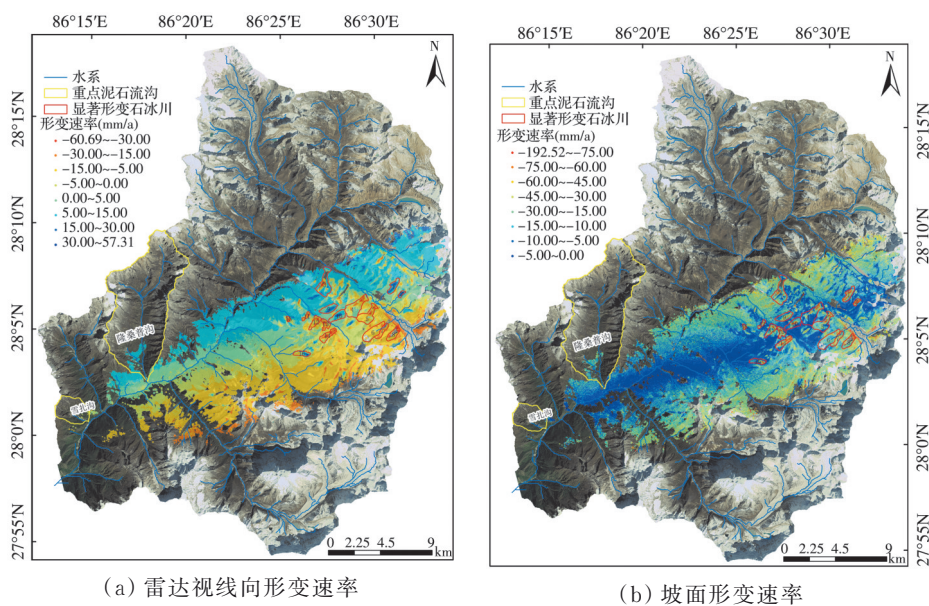 86°15′E 86°20′E 86°25′E 86°30′E
N
水系
重点泥石流沟
显著形变石冰川
形变速率(mm/a)
-60.69~-30.00
-30.00~-15.00
-15.00~-5.00
-5.00~0.00
0.00~5.00
5.00~15.00
15.00~30.00
30.00~57.31
28°15′N
28°10′N
28°5′N
28°0′N
27°55′N
隆桑普沟
雪扎沟
0 2.25 4.5 9
km
(a) 雷达视线向形变速率
86°15′E 86°20′E 86°25′E 86°30′E
N
水系
重点泥石流沟
显著形变石冰川
形变速率(mm/a)
-192.52~-75.00
-75.00~-60.00
-60.00~-45.00
-45.00~-30.00
-30.00~-15.00
-15.00~-10.00
-10.00~-5.00
-5.00~0.00
28°15′N
28°10′N
28°5′N
28°0′N
27°55′N
隆桑普沟
雪扎沟
0 2.25 4.5 9
km
(b) 坡面形变速率